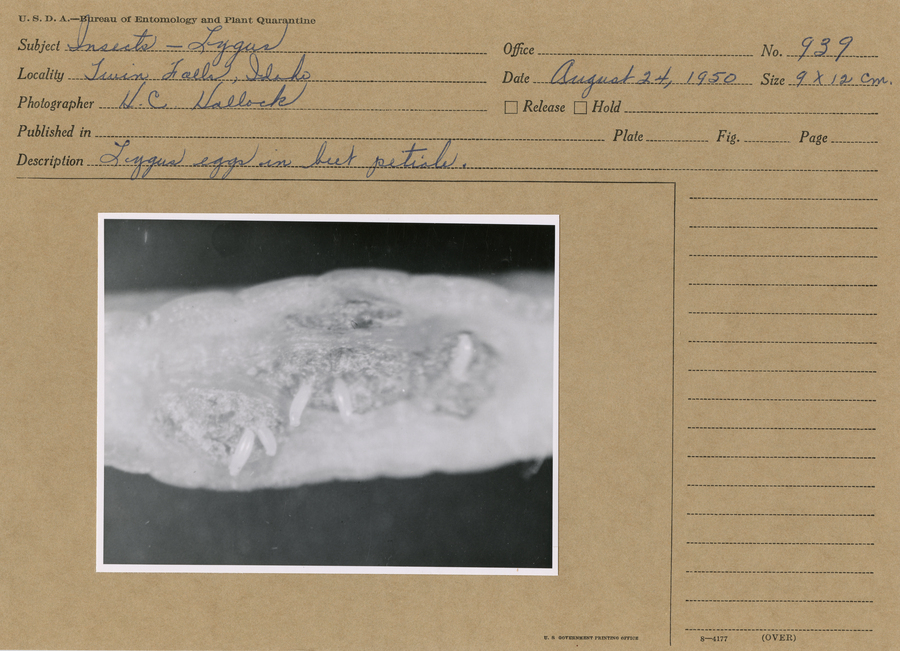 U. S. D. A.—Bureau of Entomology and Plant Quarantine
Subject Insects – Lygus Office No. 939
Locality Twin Falls, Idaho Date August 24, 1950 Size 9 X 12 cm.
Photographer H.C. Hallock Release Hold
Published in Plate Fig. Page
Description Lygus eggs in beet petiole.
U. S. GOVERNMENT PRINTING OFFICE 8—4177 (OVER)